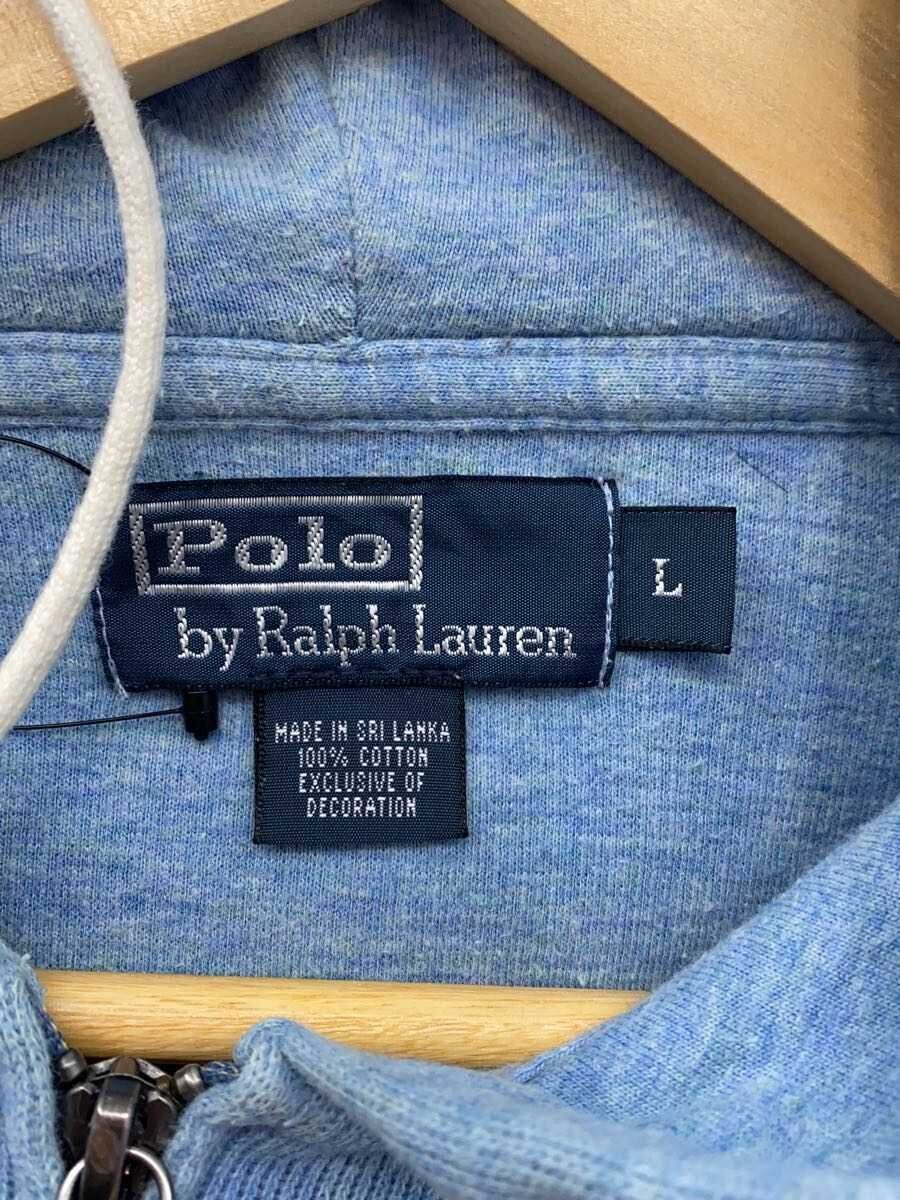 Polo
by Ralph Lauren
L
MADE IN SRI LANKA
100% COTTON
EXCLUSIVE OF
DECORATION